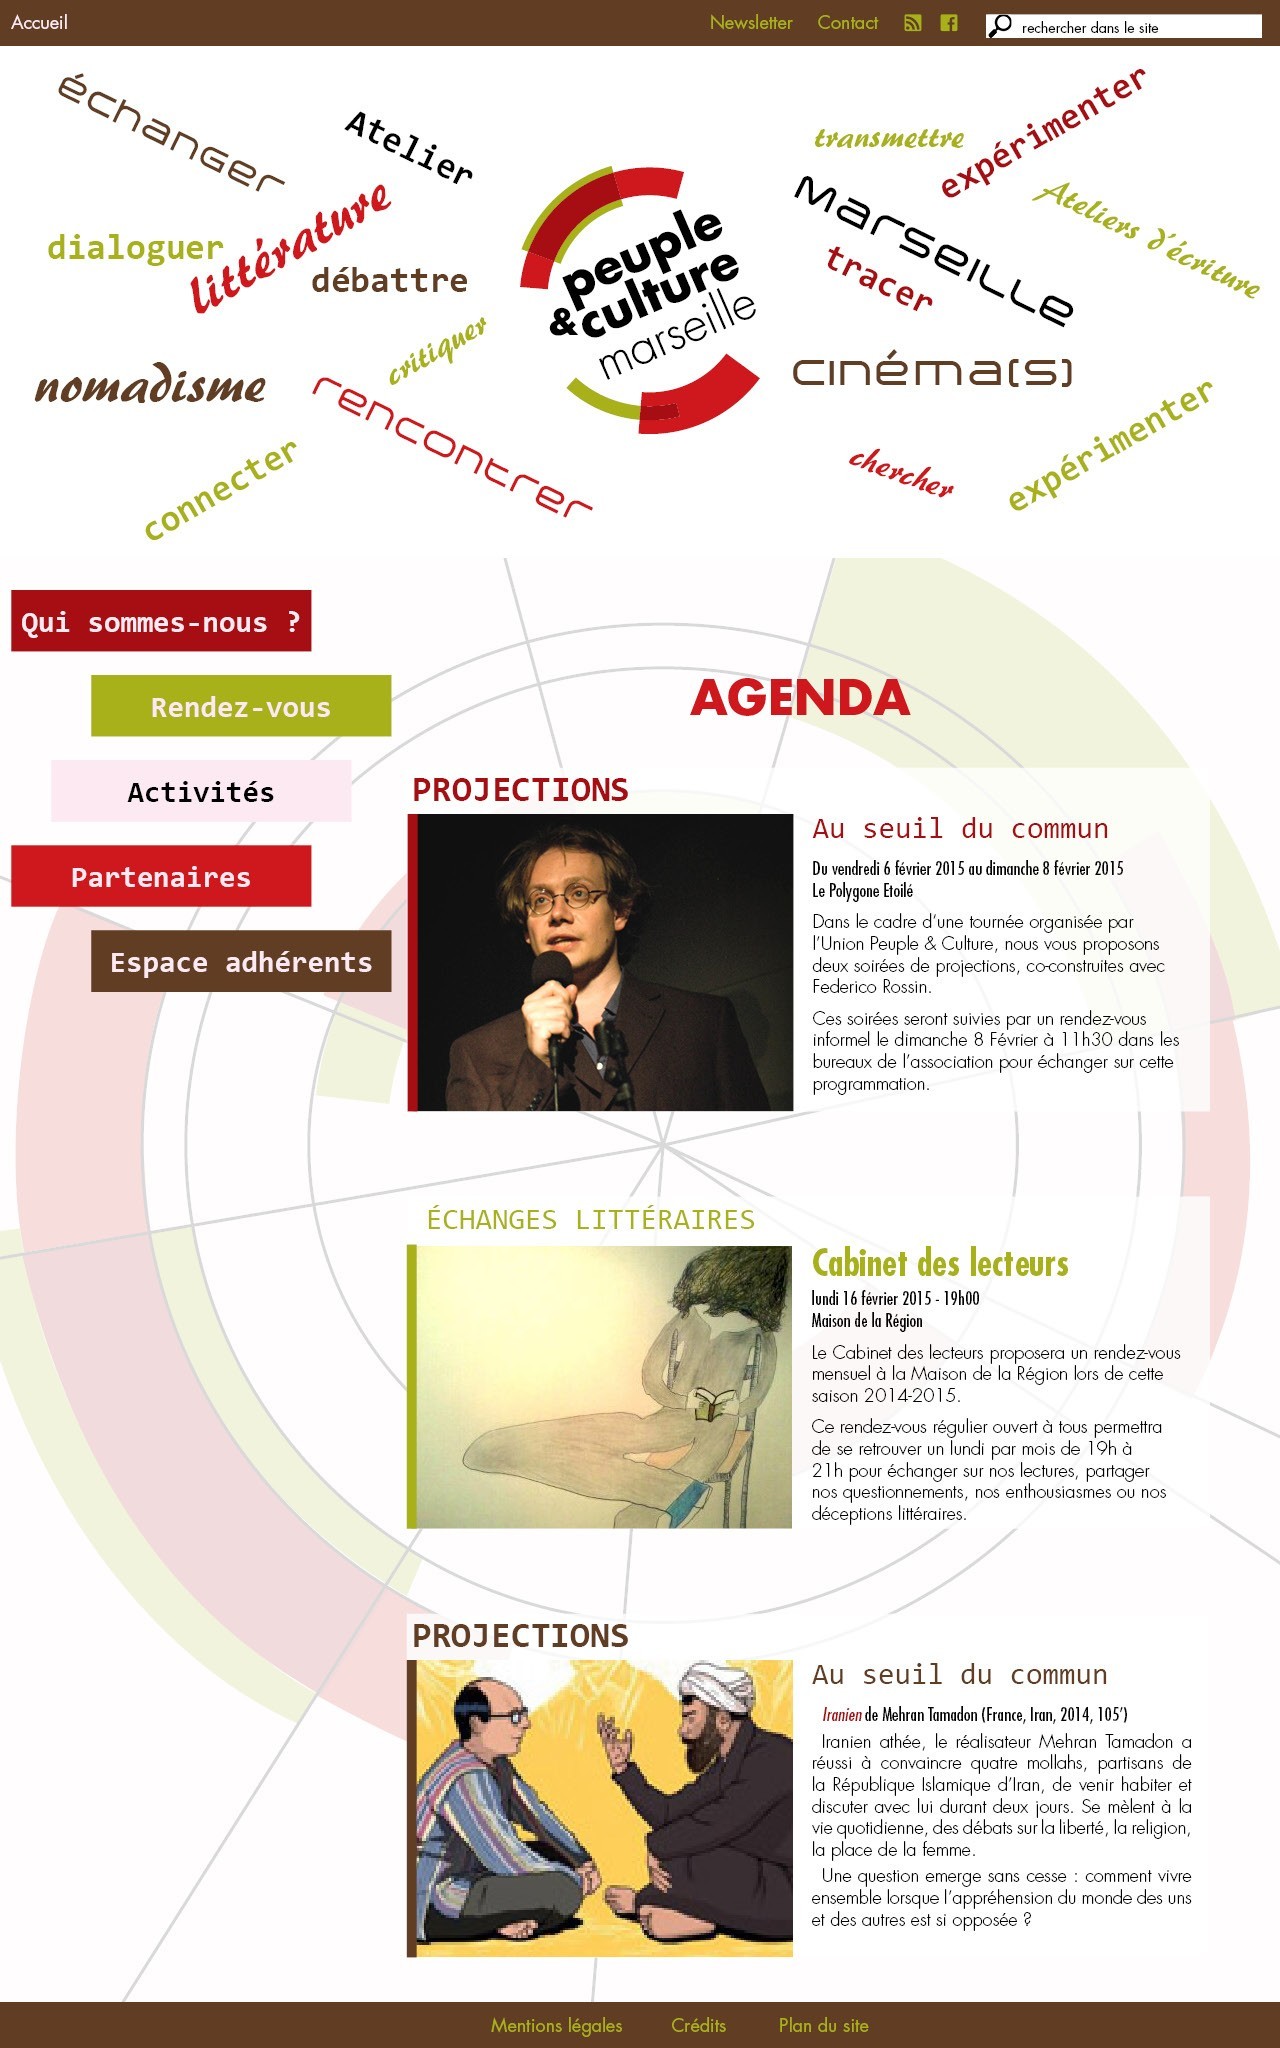 Accueil
Newsletter
Contact
rechercher dans le site
échanger
Atelier
dialoguer
littérature
débattre
critiquer
nomadisme
rencontrer
connecter
peuple
&culture
marseille
transmettre
expérimenter
Marseille
Ateliers d'écriture
tracer
cinéma(s)
chercher
expérimenter
Qui sommes-nous ?
Rendez-vous
Activités
Partenaires
Espace adhérents
AGENDA
PROJECTIONS
Au seuil du commun
Du vendredi 6 février 2015 au dimanche 8 février 2015
Le Polygone Etoilé
Dans le cadre d'une tournée organisée par
l'Union Peuple & Culture, nous vous proposons
deux soirées de projections, co-construites avec
Federico Rossin.
Ces soirées seront suivies par un rendez-vous
informel le dimanche 8 Février à 11h30 dans les
bureaux de l'association pour échanger sur cette
programmation.
ÉCHANGES LITTÉRAIRES
Cabinet des lecteurs
lundi 16 février 2015 - 19h00
Maison de la Région
Le Cabinet des lecteurs proposera un rendez-vous
mensuel à la Maison de la Région lors de cette
saison 2014-2015.
Ce rendez-vous régulier ouvert à tous permettra
de se retrouver un lundi par mois de 19h à
21h pour échanger sur nos lectures, partager
nos questionnements, nos enthousiasmes ou nos
déceptions littéraires.
PROJECTIONS
Au seuil du commun
Iranien de Mehran Tamadon (France, Iran, 2014, 105')
Iranien athée, le réalisateur Mehran Tamadon a
réussi à convaincre quatre mollahs, partisans de
la République Islamique d'Iran, de venir habiter et
discuter avec lui durant deux jours. Se mèlent à la
vie quotidienne, des débats sur la liberté, la religion,
la place de la femme.
Une question emerge sans cesse : comment vivre
ensemble lorsque l'appréhension du monde des uns
et des autres est si opposée ?
Mentions légales
Crédits
Plan du site